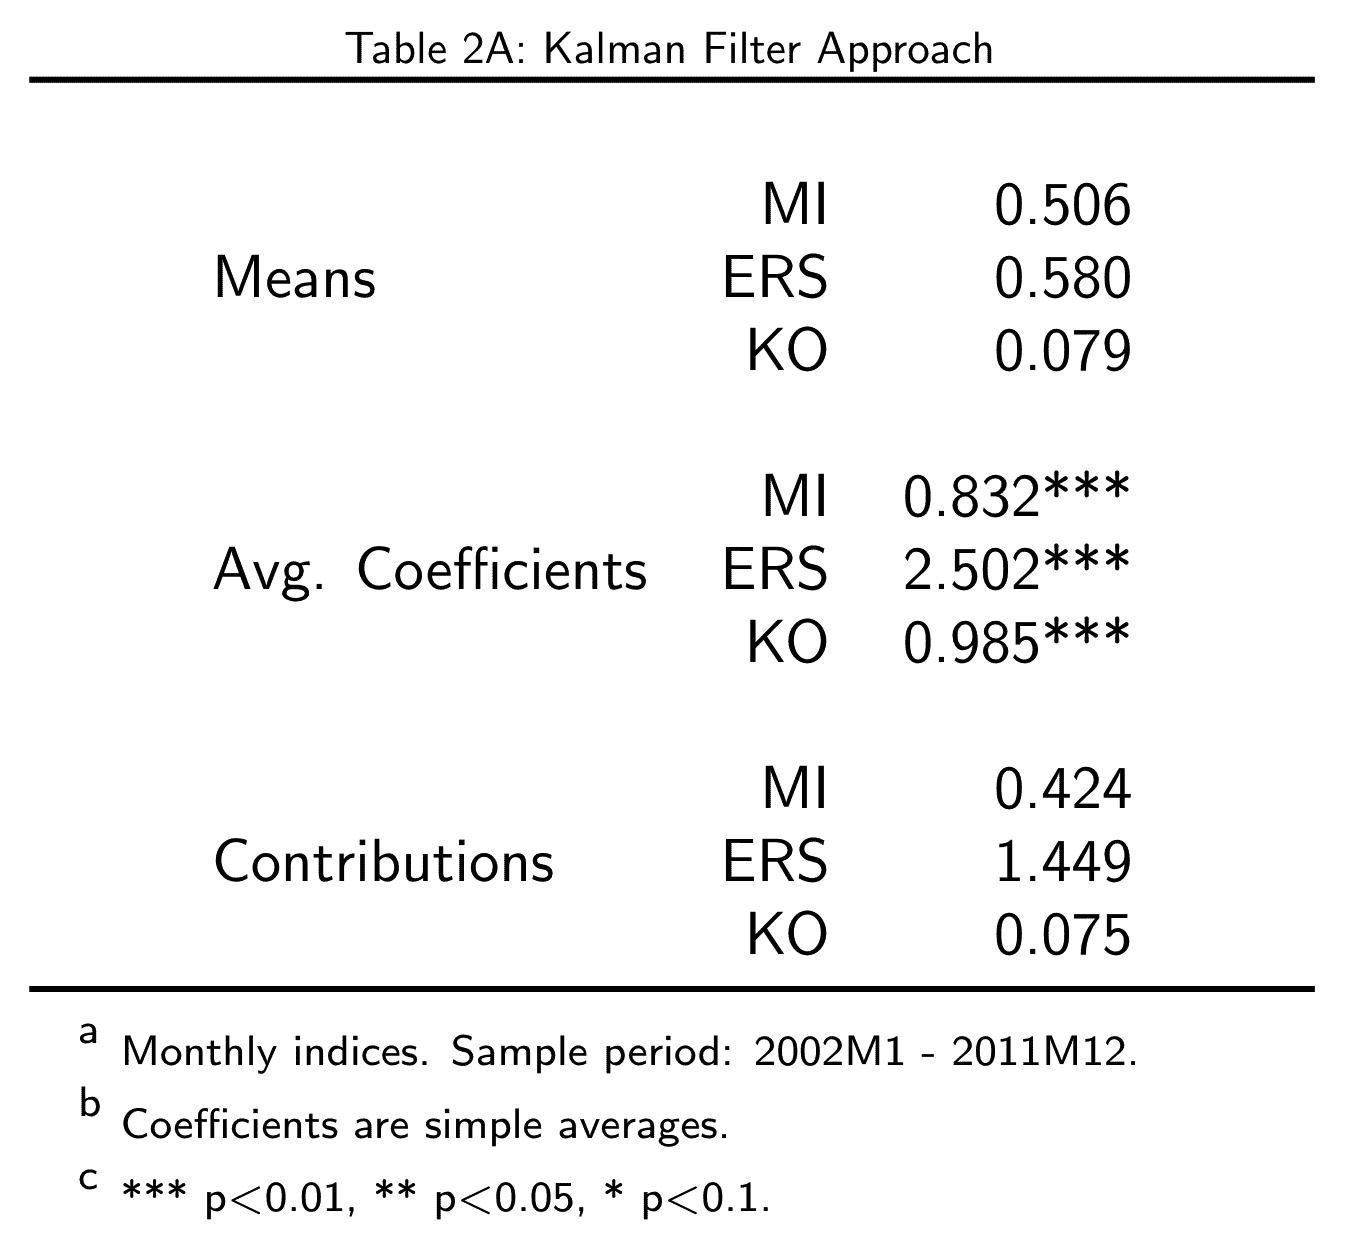 Table 2A: Kalman Filter Approach
MI 0.506
Means ERS 0.580
KO 0.079
MI 0.832***
Avg. Coefficients ERS 2.502***
KO 0.985***
MI 0.424
Contributions ERS 1.449
KO 0.075
a Monthly indices. Sample period: 2002M1 - 2011M12.
b Coefficients are simple averages.
c *** p<0.01, ** p<0.05, * p<0.1.